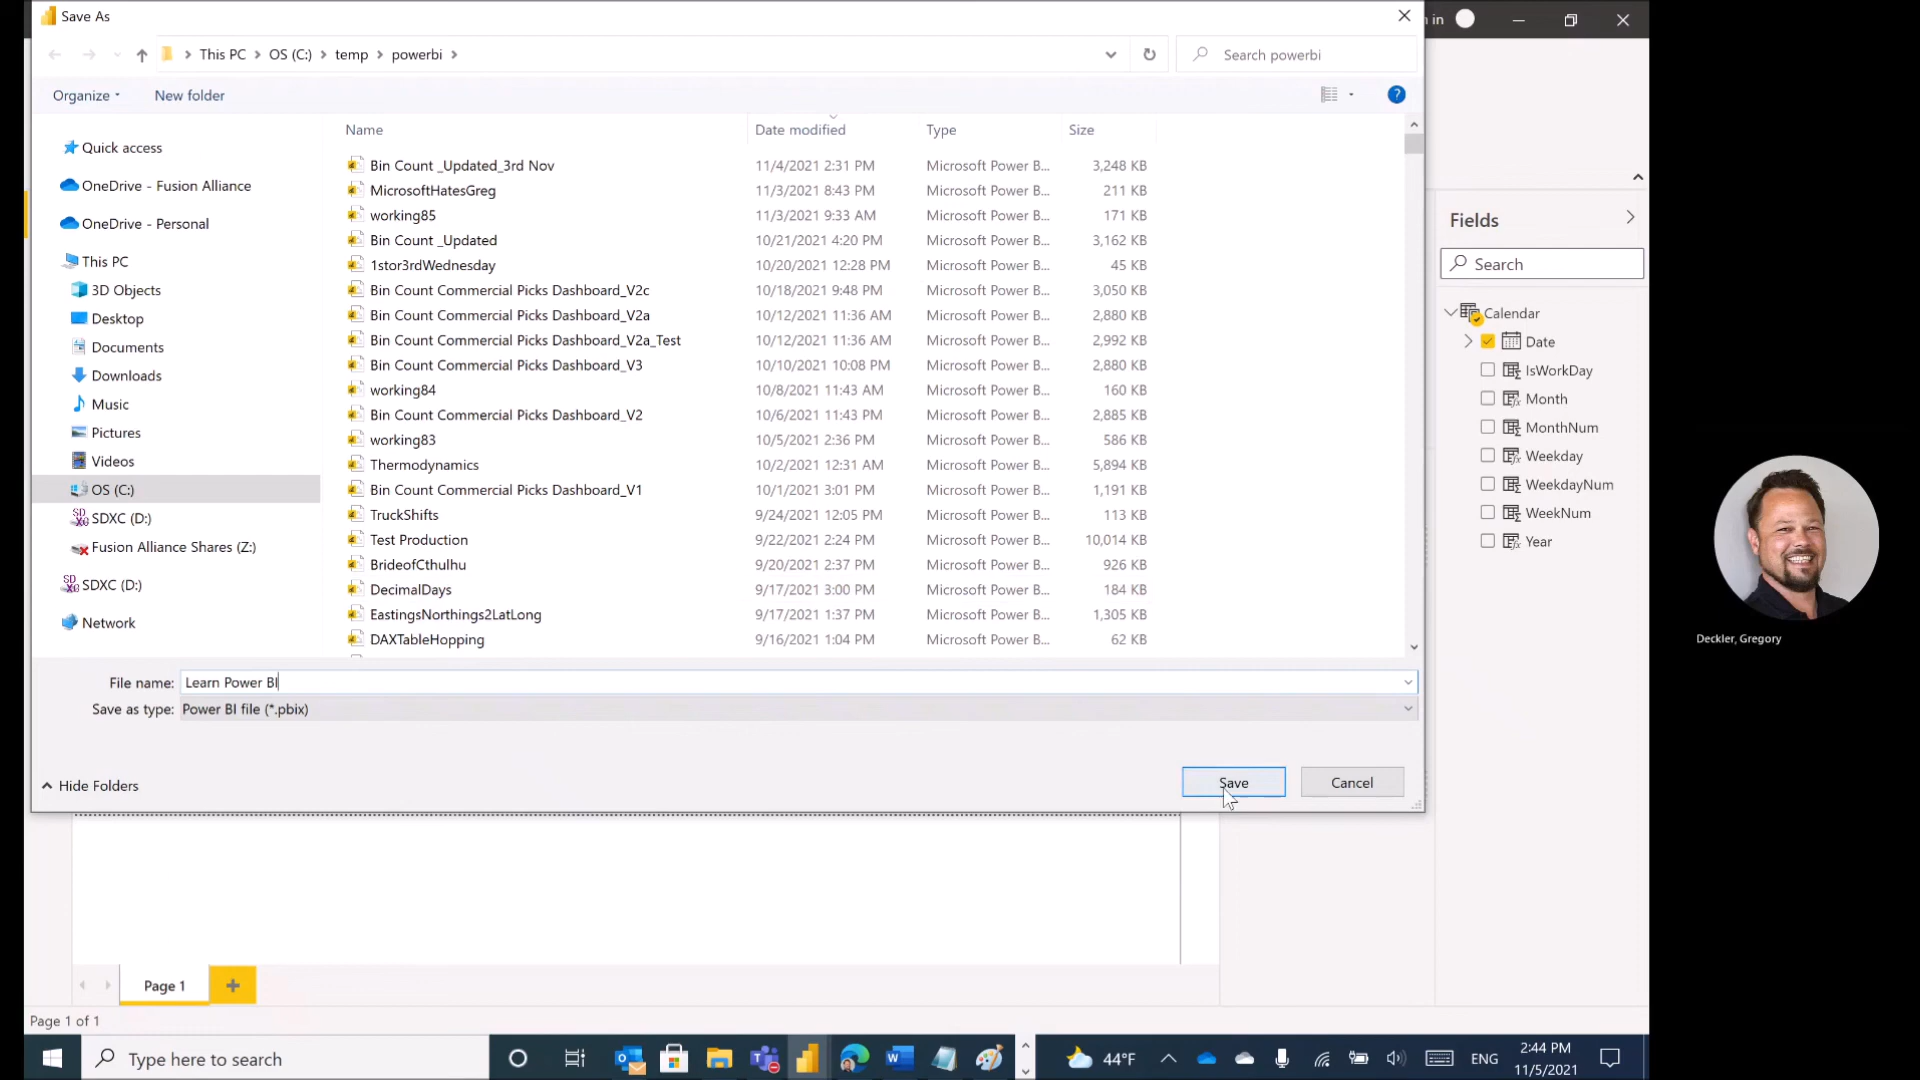 Save As
in
This PC > OS (C:) > temp > powerbi >
Search powerbi
Organize
New folder
Name
Date modified
Type
Size
Quick access
OneDrive - Fusion Alliance
OneDrive - Personal
This PC
3D Objects
Desktop
Documents
Downloads
Music
Pictures
Videos
OS (C:)
SDXC (D:)
Fusion Alliance Shares (Z:)
SDXC (D:)
Network
Bin Count _Updated_3rd Nov 11/4/2021 2:31 PM Microsoft Power B... 3,248 KB
MicrosoftHatesGreg 11/3/2021 8:43 PM Microsoft Power B... 211 KB
working85 11/3/2021 9:33 AM Microsoft Power B... 171 KB
Bin Count _Updated 10/21/2021 4:20 PM Microsoft Power B... 3,162 KB
1stor3rdWednesday 10/20/2021 12:28 PM Microsoft Power B... 45 KB
Bin Count Commercial Picks Dashboard_V2c 10/18/2021 9:48 PM Microsoft Power B... 3,050 KB
Bin Count Commercial Picks Dashboard_V2a 10/12/2021 11:36 AM Microsoft Power B... 2,880 KB
Bin Count Commercial Picks Dashboard_V2a_Test 10/12/2021 11:36 AM Microsoft Power B... 2,992 KB
Bin Count Commercial Picks Dashboard_V3 10/10/2021 10:08 PM Microsoft Power B... 2,880 KB
working84 10/8/2021 11:43 AM Microsoft Power B... 160 KB
Bin Count Commercial Picks Dashboard_V2 10/6/2021 11:43 PM Microsoft Power B... 2,885 KB
working83 10/5/2021 2:36 PM Microsoft Power B... 586 KB
Thermodynamics 10/2/2021 12:31 AM Microsoft Power B... 5,894 KB
Bin Count Commercial Picks Dashboard_V1 10/1/2021 3:01 PM Microsoft Power B... 1,191 KB
TruckShifts 9/24/2021 12:05 PM Microsoft Power B... 113 KB
Test Production 9/22/2021 2:24 PM Microsoft Power B... 10,014 KB
BrideofCthulhu 9/20/2021 2:37 PM Microsoft Power B... 926 KB
DecimalDays 9/17/2021 3:00 PM Microsoft Power B... 184 KB
EastingsNorthings2LatLong 9/17/2021 1:37 PM Microsoft Power B... 1,305 KB
DAXTableHopping 9/16/2021 1:04 PM Microsoft Power B... 62 KB
File name: Learn Power BI
Save as type: Power BI file (*.pbix)
Hide Folders
Save
Cancel
Fields
Search
Calendar
Date
IsWorkDay
Month
MonthNum
Weekday
WeekdayNum
WeekNum
Year
Deckler, Gregory
Page 1
Page 1 of 1
Type here to search
44°F
ENG
2:44 PM
11/5/2021